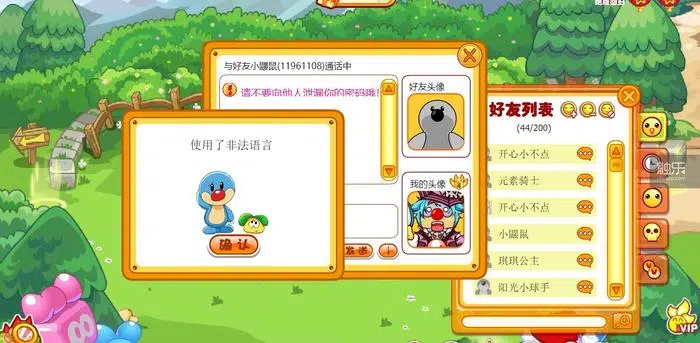 与好友小鼹鼠(11961108)通话中
请不要向他人泄漏你的密码哦!
好友头像
我的头像
使用了非法语言
确认
发送
好友列表
(44/200)
开心小不点
元素骑士
开心小不点
小鼹鼠
琪琪公主
阳光小球手
触乐
VIP